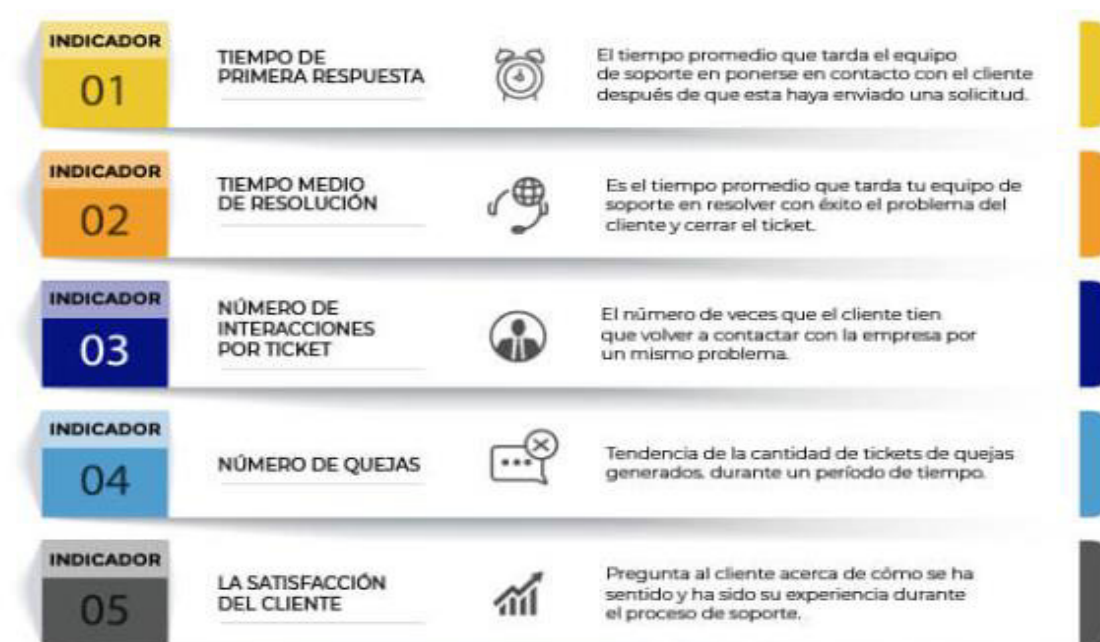 INDICADOR
01
TIEMPO DE
PRIMERA RESPUESTA
El tiempo promedio que tarda el equipo
de soporte en ponerse en contacto con el cliente
después de que esta haya enviado una solicitud.
INDICADOR
02
TIEMPO MEDIO
DE RESOLUCIÓN
Es el tiempo promedio que tarda tu equipo de
soporte en resolver con éxito el problema del
cliente y cerrar el ticket.
INDICADOR
03
NÚMERO DE
INTERACCIONES
POR TICKET
El número de veces que el cliente tien
que volver a contactar con la empresa por
un mismo problema.
INDICADOR
04
NÚMERO DE QUEJAS
Tendencia de la cantidad de tickets de quejas
generados, durante un período de tiempo.
INDICADOR
05
LA SATISFACCIÓN
DEL CLIENTE
Pregunta al cliente acerca de cómo se ha
sentido y ha sido su experiencia durante
el proceso de soporte.